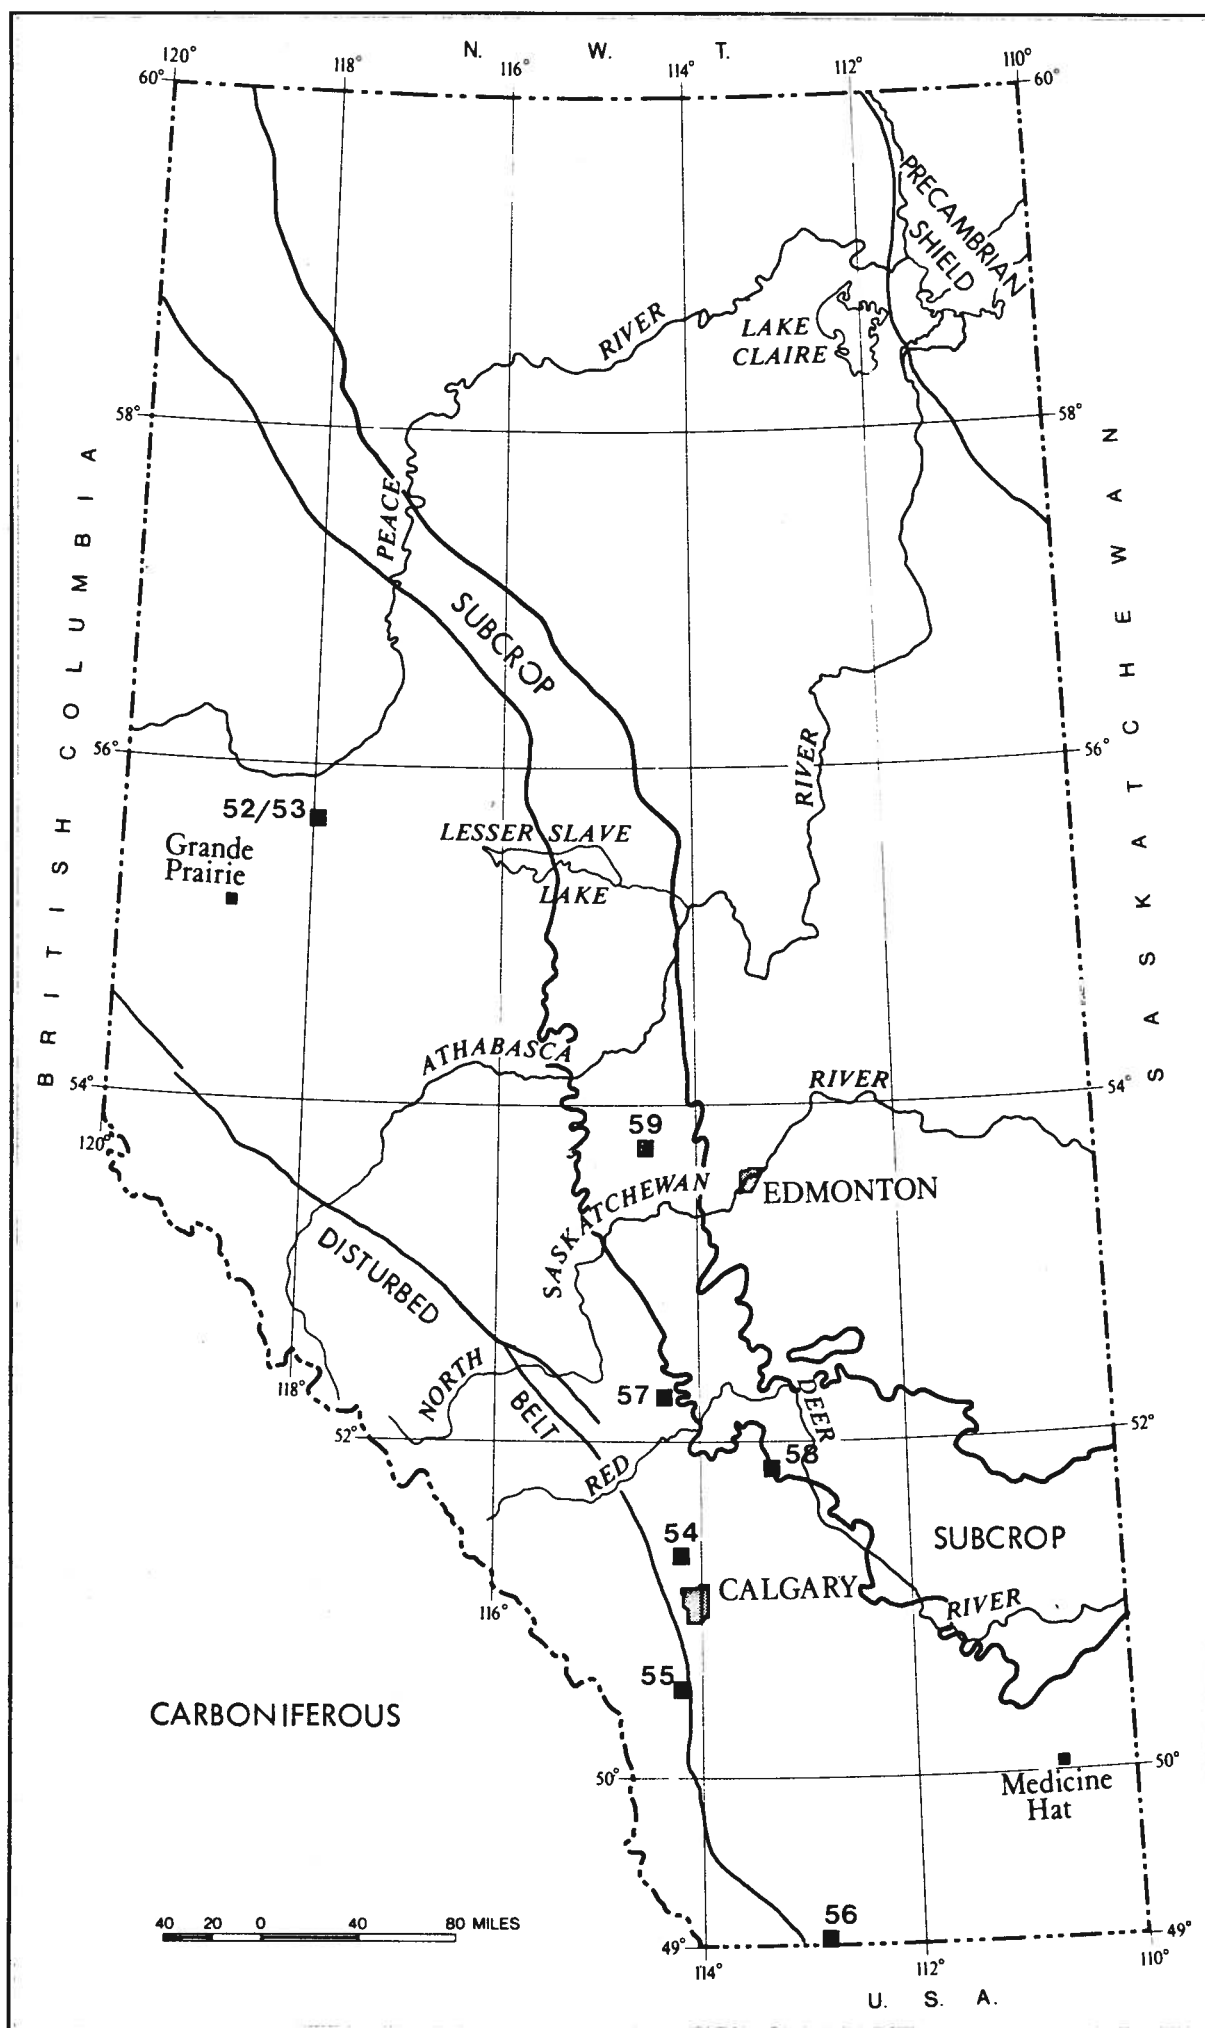 N. W. T.
120° 118° 116° 114° 112° 110°
60° 60°
PRECAMBRIAN
SHIELD
RIVER
LAKE
CLAIRE
58° 58°
PEACE
SUBCROP
BRITISH COLUMBIA
SASKATCHEWAN
RIVER
56° 56°
52/53
Grande
Prairie
LESSER SLAVE
LAKE
ATHABASCA
RIVER
54° 54°
120°
59
SASKATCHEWAN
EDMONTON
DISTURBED
BELT
NORTH
118°
57
DEER
52° 52°
58
RED
54
SUBCROP
CALGARY
RIVER
116°
55
CARBONIFEROUS
50° 50°
Medicine
Hat
56
40 20 0 40 80 MILES
49° 49°
114° 112° 110°
U. S. A.